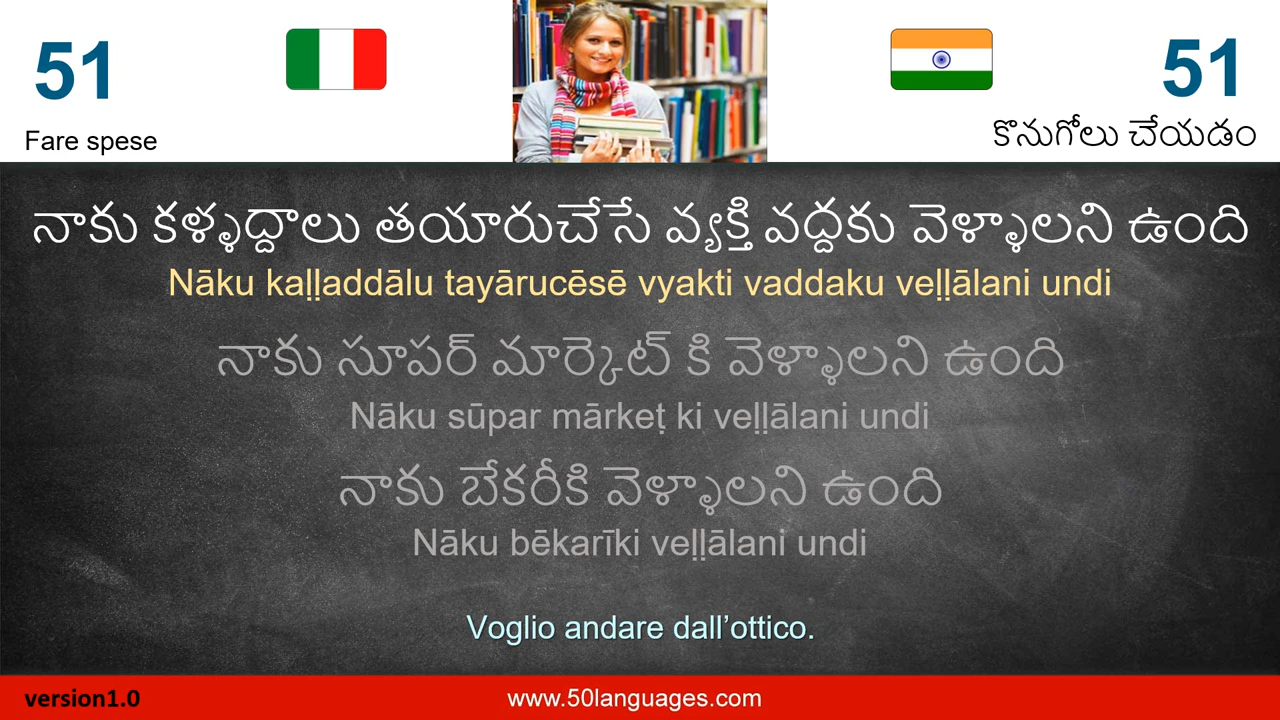 51
51
Fare spese
కొనుగోలు చేయడం
నాకు కళ్ళద్దాలు తయారుచేసే వ్యక్తి వద్దకు వెళ్ళాలని ఉంది
Nāku kaḷḷaddālu tayārucēsē vyakti vaddaku veḷḷālani undi
నాకు సూపర్ మార్కెట్ కి వెళ్ళాలని ఉంది
Nāku sūpar mārkeṭ ki veḷḷālani undi
నాకు బేకరీకి వెళ్ళాలని ఉంది
Nāku bēkarīki veḷḷālani undi
Voglio andare dall’ottico.
version1.0
www.50languages.com